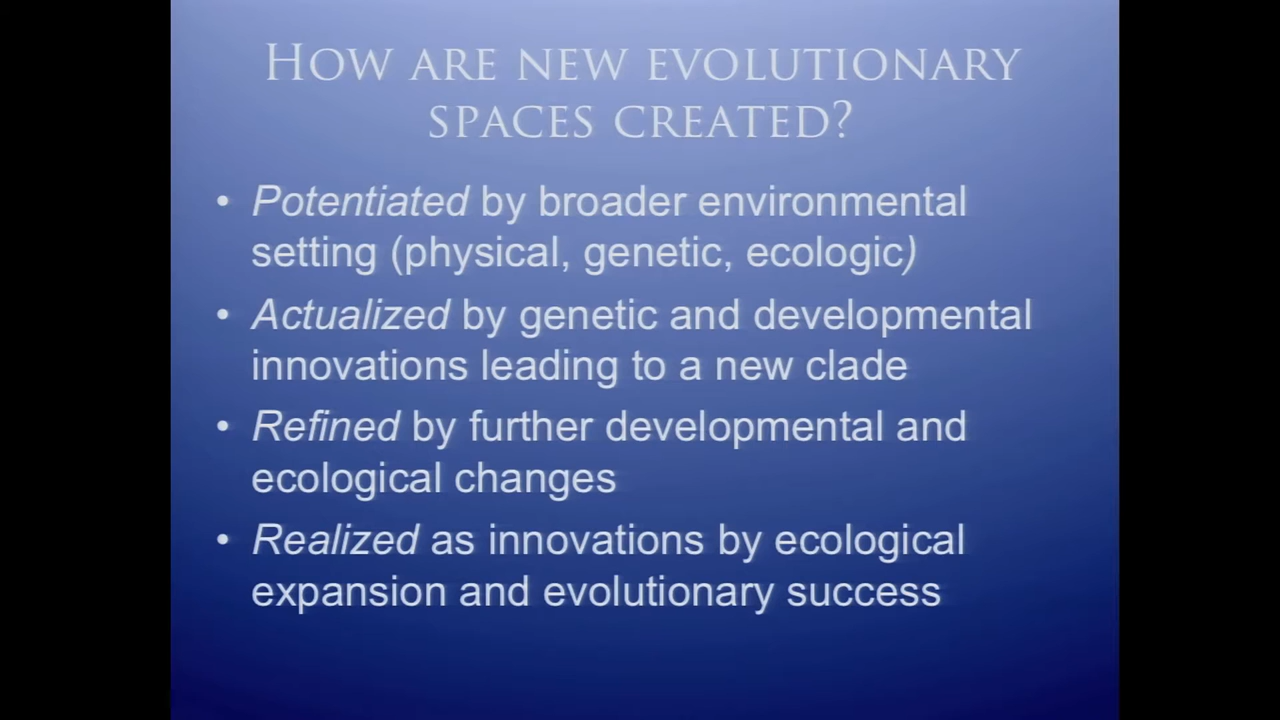 How are new evolutionary
spaces created?
• Potentiated by broader environmental
setting (physical, genetic, ecologic)
• Actualized by genetic and developmental
innovations leading to a new clade
• Refined by further developmental and
ecological changes
• Realized as innovations by ecological
expansion and evolutionary success